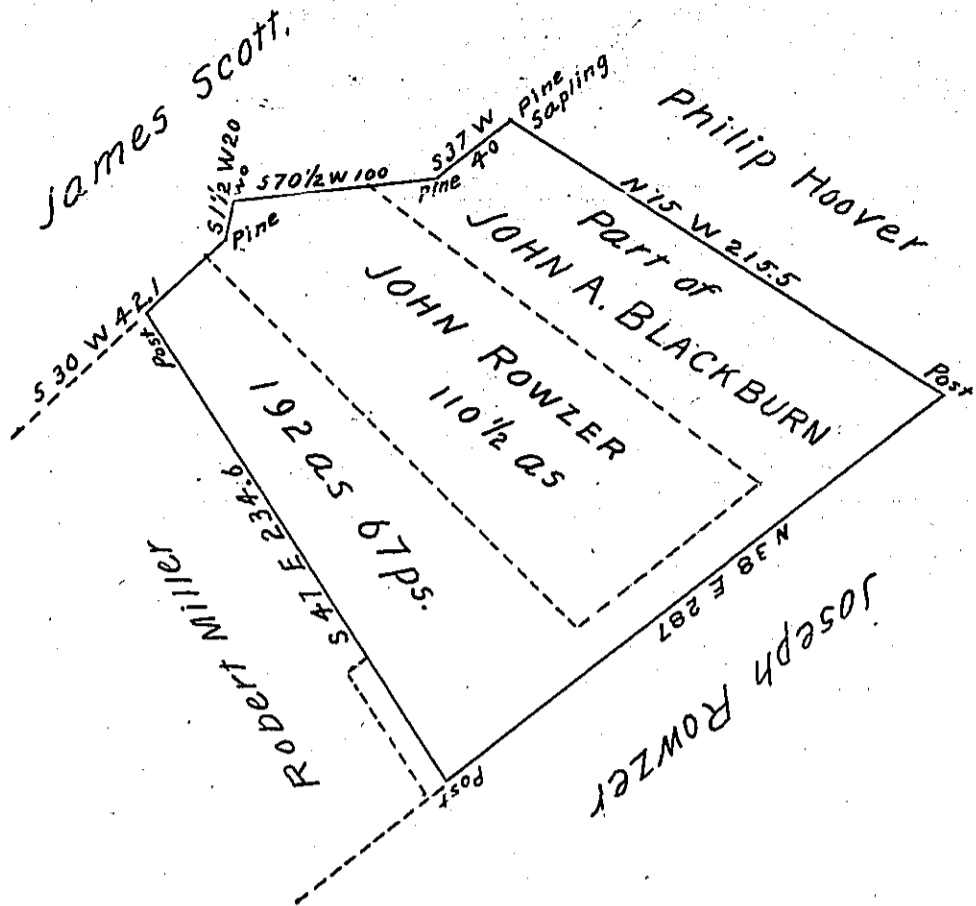 James Scott.
Philip Hoover
Pine
Sapling
S 37 W
40
S 70 1/2 W 100
S 1 1/2 W 20
Pine
Pine
N 75 W 215.5
Part of
JOHN A. BLACKBURN
JOHN ROWZER
110 1/2 as
S 30 W 42.1
Post
192 as 67 ps.
Post
S 47 E 234.6
Robert Miller
N 38 E 287
Joseph Rowzer
Post